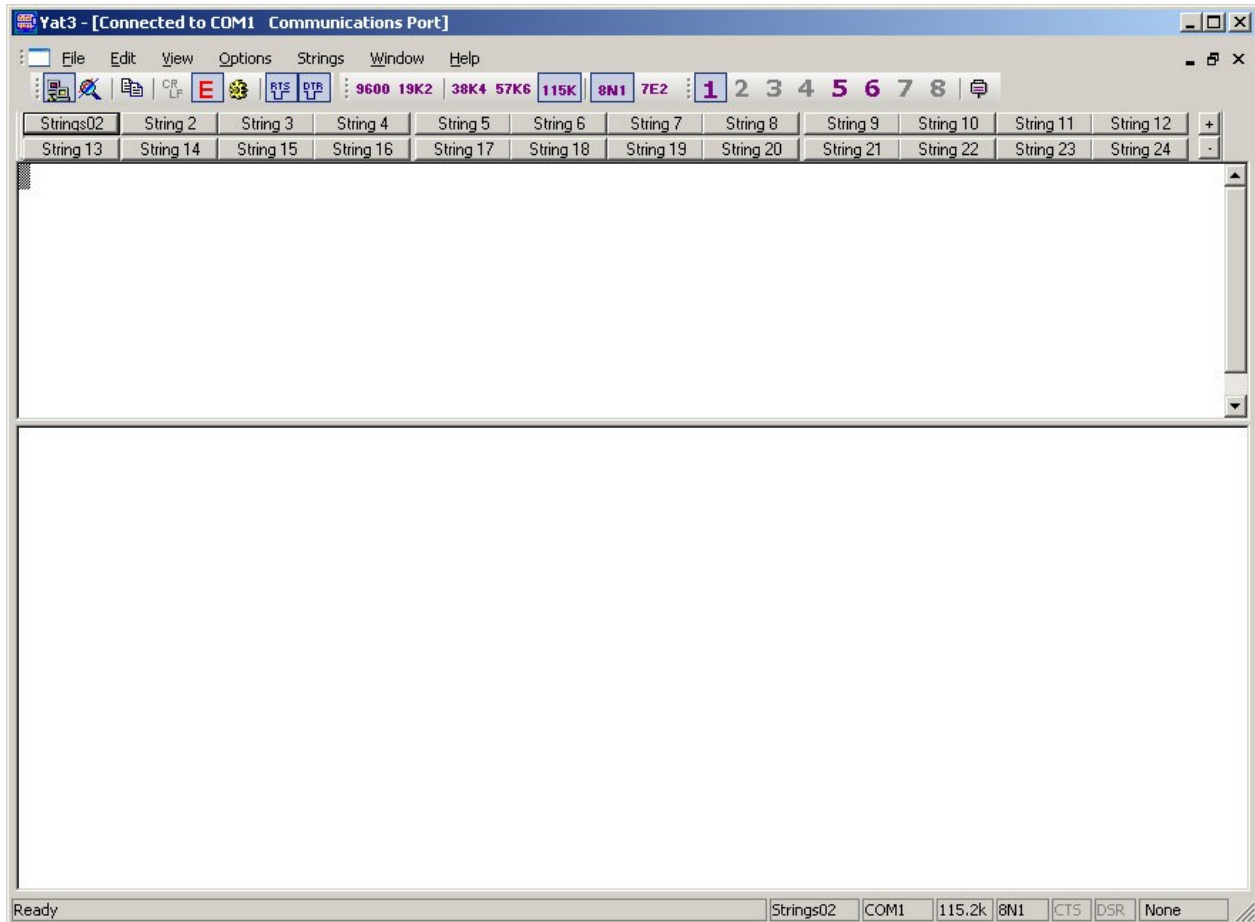 Yat3 - [Connected to COM1 Communications Port]
File Edit View Options Strings Window Help
CR LF E RTS DTR 9600 19K2 38K4 57K6 115K 8N1 7E2 1 2 3 4 5 6 7 8
Strings02 String 2 String 3 String 4 String 5 String 6 String 7 String 8 String 9 String 10 String 11 String 12 +
String 13 String 14 String 15 String 16 String 17 String 18 String 19 String 20 String 21 String 22 String 23 String 24 -
Ready Strings02 COM1 115.2k 8N1 CTS DSR None